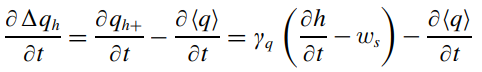 ∂ Δq_h / ∂t = ∂q_{h+} / ∂t − ∂⟨q⟩ / ∂t = γ_q ( ∂h / ∂t − w_s ) − ∂⟨q⟩ / ∂t